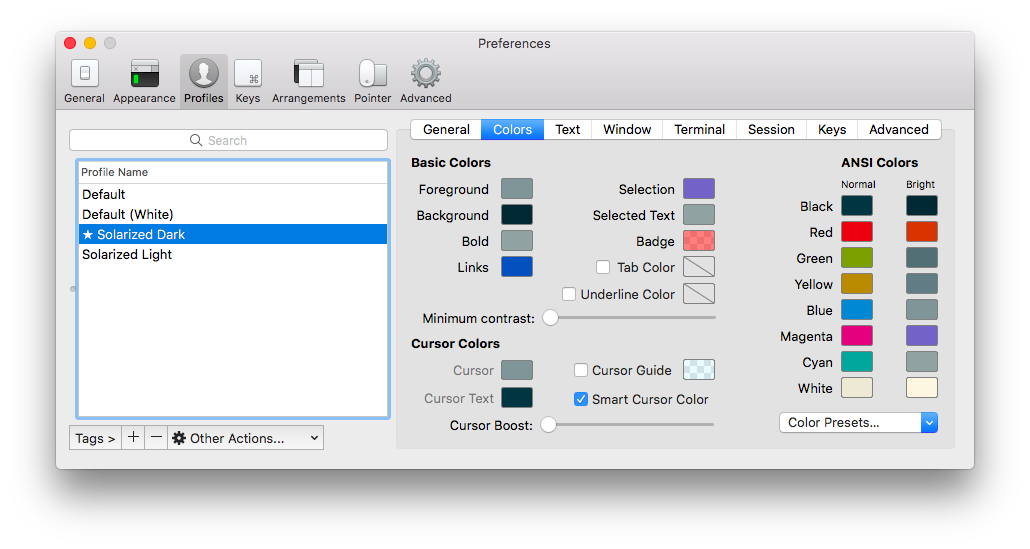 Preferences
General Appearance Profiles Keys Arrangements Pointer Advanced
Search
Profile Name
Default
Default (White)
★ Solarized Dark
Solarized Light
Tags > + − Other Actions...
General Colors Text Window Terminal Session Keys Advanced
Basic Colors
Foreground
Background
Bold
Links
Selection
Selected Text
Badge
Tab Color
Underline Color
Minimum contrast:
Cursor Colors
Cursor
Cursor Text
Cursor Guide
Smart Cursor Color
Cursor Boost:
ANSI Colors
Normal Bright
Black
Red
Green
Yellow
Blue
Magenta
Cyan
White
Color Presets...